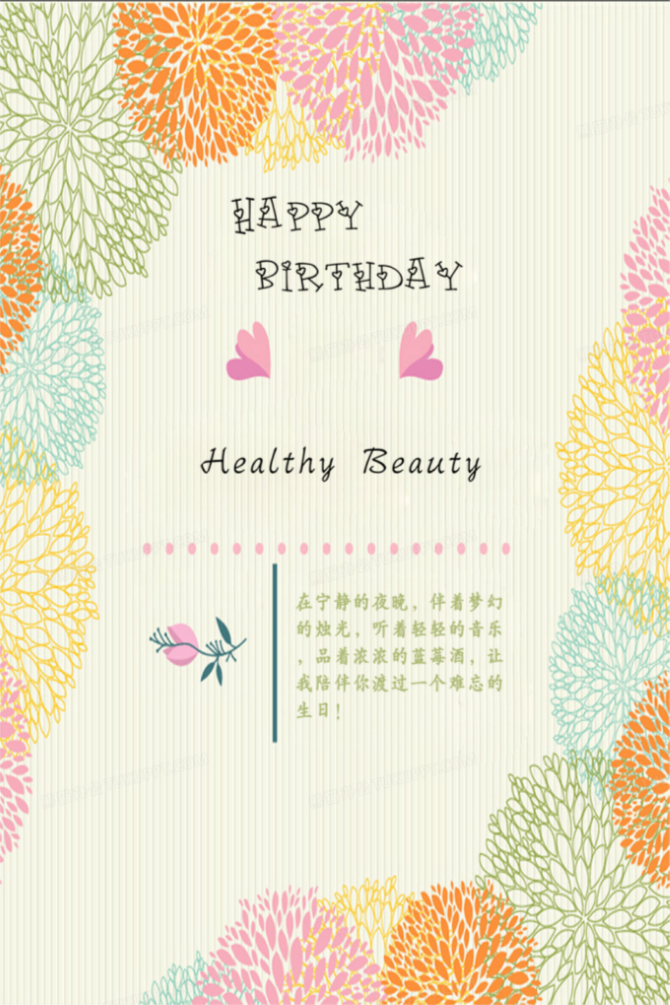 HAPPY
BIRTHDAY
Healthy Beauty
在宁静的夜晚，伴着梦幻
的烛光，听着轻轻的音乐
，品着浓浓的蓝莓酒，让
我陪伴你渡过一个难忘的
生日！